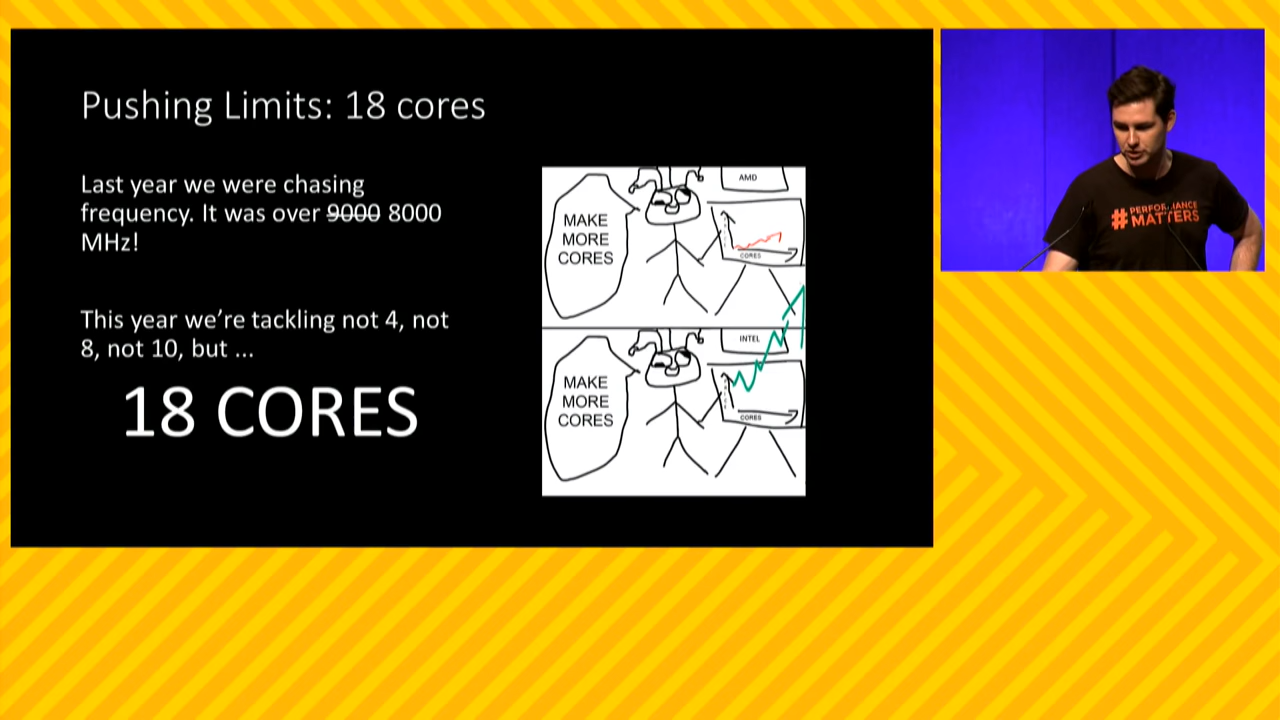 Pushing Limits: 18 cores
Last year we were chasing
frequency. It was over 9000 8000
MHz!
This year we’re tackling not 4, not
8, not 10, but ...
18 CORES
AMD
MAKE
MORE
CORES
CORES
INTEL
MAKE
MORE
CORES
CORES
# PERFORMANCE
MATTERS